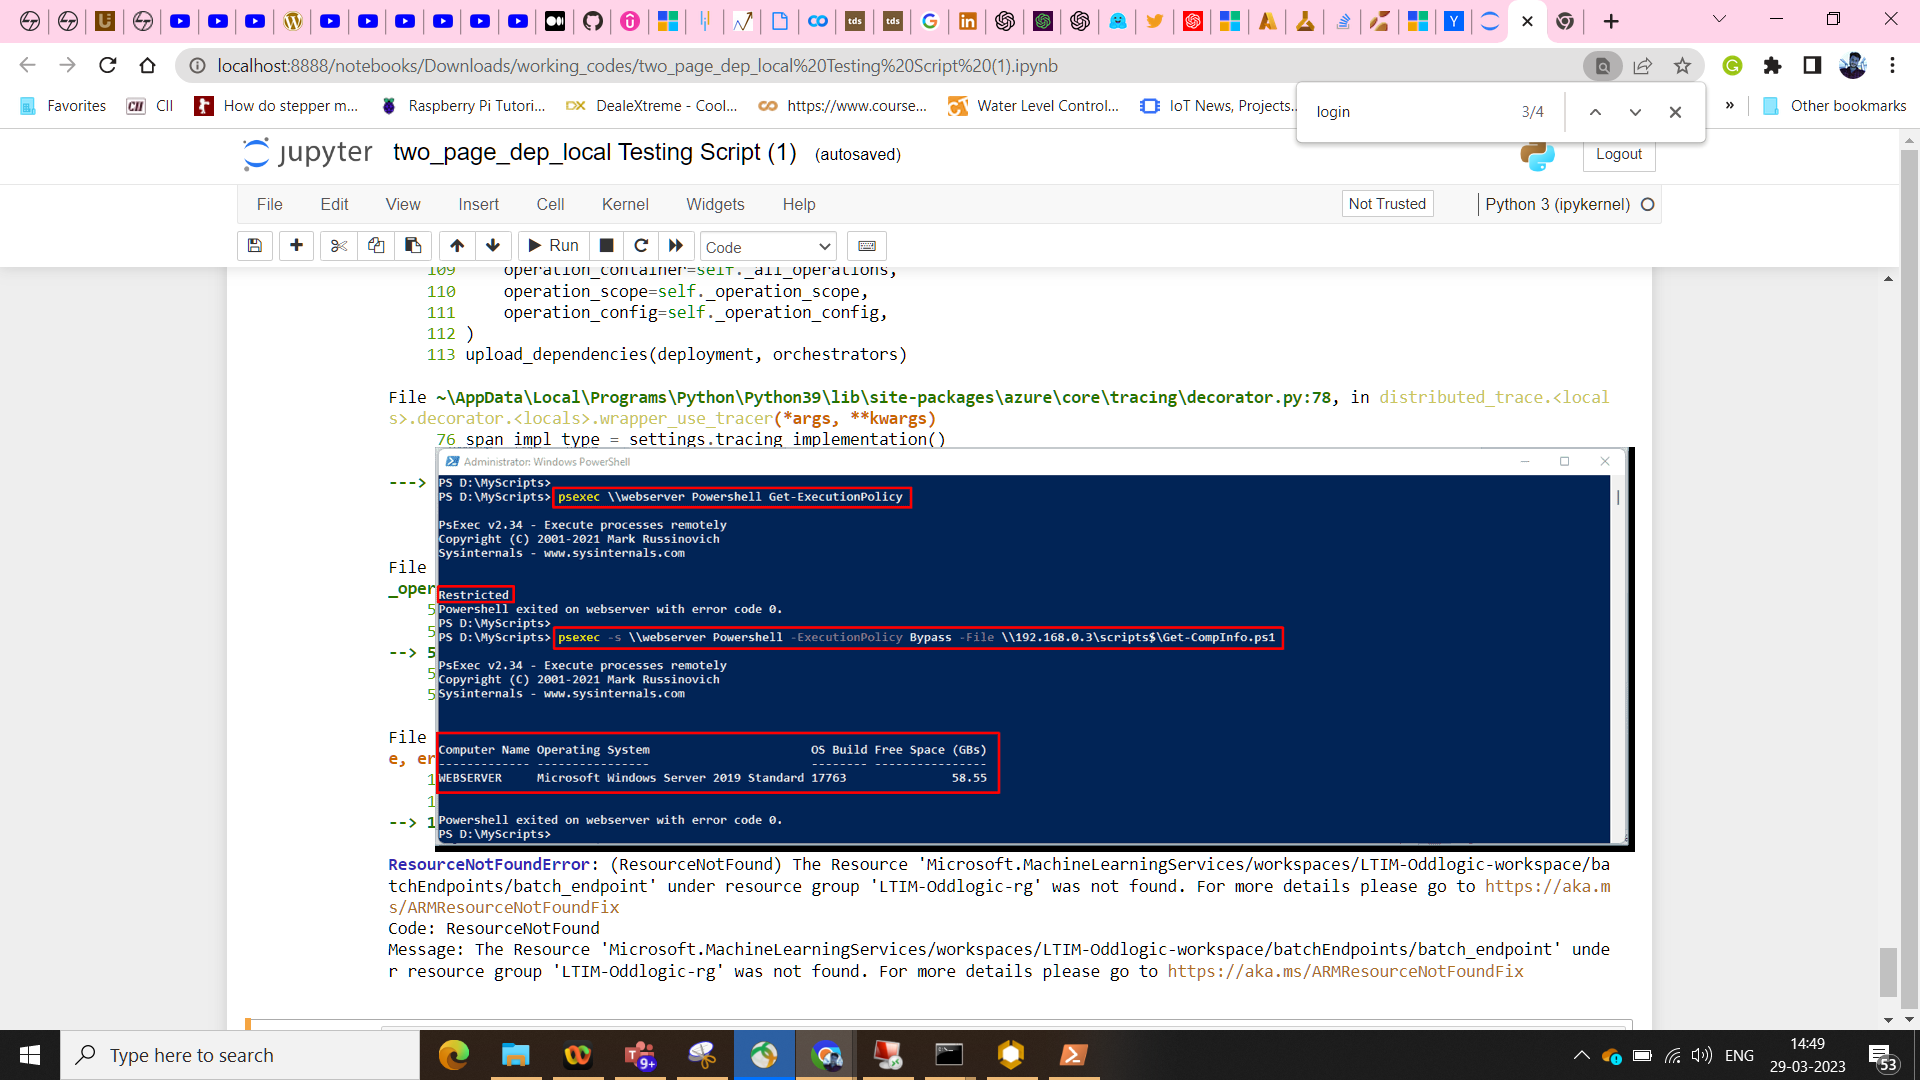 localhost:8888/notebooks/Downloads/working_codes/two_page_dep_local%20Testing%20Script%20(1).ipynb
Favorites
CII
How do stepper m...
Raspberry Pi Tutori...
DX DealeXtreme - Cool...
https://www.course...
Water Level Control...
IoT News, Projects...
»
Other bookmarks
login
3/4
jupyter two_page_dep_local Testing Script (1) (autosaved)
Logout
File Edit View Insert Cell Kernel Widgets Help
Not Trusted
Python 3 (ipykernel)
Run
Code
109 operation_container=self._all_operations,
110 operation_scope=self._operation_scope,
111 operation_config=self._operation_config,
112 )
113 upload_dependencies(deployment, orchestrators)
File ~\AppData\Local\Programs\Python\Python39\lib\site-packages\azure\core\tracing\decorator.py:78, in distributed_trace.<local
s>.decorator.<locals>.wrapper_use_tracer(*args, **kwargs)
76 span_impl_type = settings.tracing_implementation()
Administrator: Windows PowerShell
--->
PS D:\MyScripts>
PS D:\MyScripts> psexec \\webserver Powershell Get-ExecutionPolicy
PsExec v2.34 - Execute processes remotely
Copyright (C) 2001-2021 Mark Russinovich
Sysinternals - www.sysinternals.com
File
_oper
Restricted
5
Powershell exited on webserver with error code 0.
PS D:\MyScripts>
5
PS D:\MyScripts> psexec -s \\webserver Powershell -ExecutionPolicy Bypass -File \\192.168.0.3\scripts$\Get-CompInfo.ps1
--> 5
PsExec v2.34 - Execute processes remotely
5
Copyright (C) 2001-2021 Mark Russinovich
5
Sysinternals - www.sysinternals.com
File
Computer Name Operating System OS Build Free Space (GBs)
e, er
------------- ---------------- -------- ----------------
1
WEBSERVER Microsoft Windows Server 2019 Standard 17763 58.55
1
--> 1
Powershell exited on webserver with error code 0.
PS D:\MyScripts>
ResourceNotFoundError: (ResourceNotFound) The Resource 'Microsoft.MachineLearningServices/workspaces/LTIM-Oddlogic-workspace/ba
tchEndpoints/batch_endpoint' under resource group 'LTIM-Oddlogic-rg' was not found. For more details please go to https://aka.m
s/ARMResourceNotFoundFix
Code: ResourceNotFound
Message: The Resource 'Microsoft.MachineLearningServices/workspaces/LTIM-Oddlogic-workspace/batchEndpoints/batch_endpoint' unde
r resource group 'LTIM-Oddlogic-rg' was not found. For more details please go to https://aka.ms/ARMResourceNotFoundFix
Type here to search
9+
ENG
14:49
29-03-2023
53